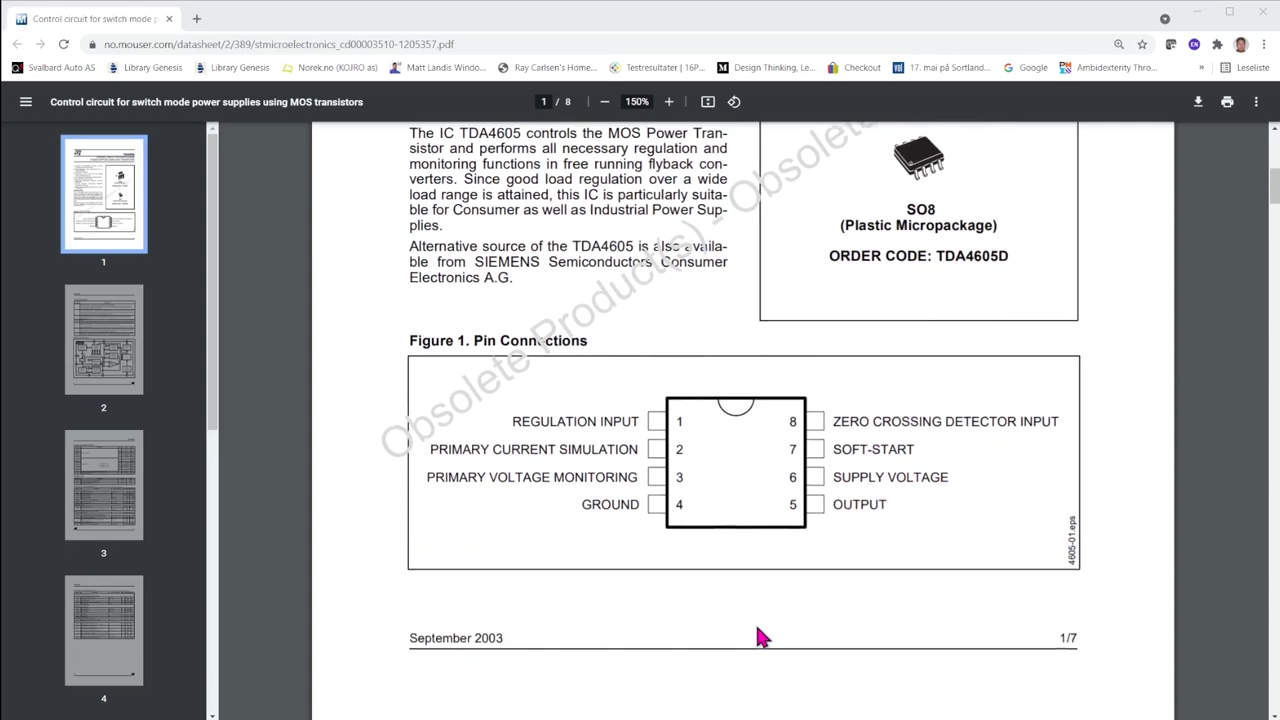 Control circuit for switch mode p
no.mouser.com/datasheet/2/389/stmicroelectronics_cd00003510-1205357.pdf
EN
Svalbard Auto AS
Library Genesis
Library Genesis
Norek.no (KOJRO as)
Matt Landis Windo...
Ray Carlsen's Home...
Testresultater | 16P...
Design Thinking, Le...
Checkout
17. mai på Sortland...
Google
Ambidexterity Thro...
»
Leseliste
Control circuit for switch mode power supplies using MOS transistors
1 / 8
150%
The IC TDA4605 controls the MOS Power Tran-
sistor and performs all necessary regulation and
monitoring functions in free running flyback con-
verters. Since good load regulation over a wide
load range is attained, this IC is particularly suita-
ble for Consumer as well as Industrial Power Sup-
plies.
Alternative source of the TDA4605 is also availa-
ble from SIEMENS Semiconductors Consumer
Electronics A.G.
SO8
(Plastic Micropackage)
ORDER CODE: TDA4605D
Obsolete Product(s) - Obsolete
Figure 1. Pin Connections
REGULATION INPUT 1 8 ZERO CROSSING DETECTOR INPUT
PRIMARY CURRENT SIMULATION 2 7 SOFT-START
PRIMARY VOLTAGE MONITORING 3 6 SUPPLY VOLTAGE
GROUND 4 5 OUTPUT
4605-01.eps
September 2003
1/7
1
2
3
4